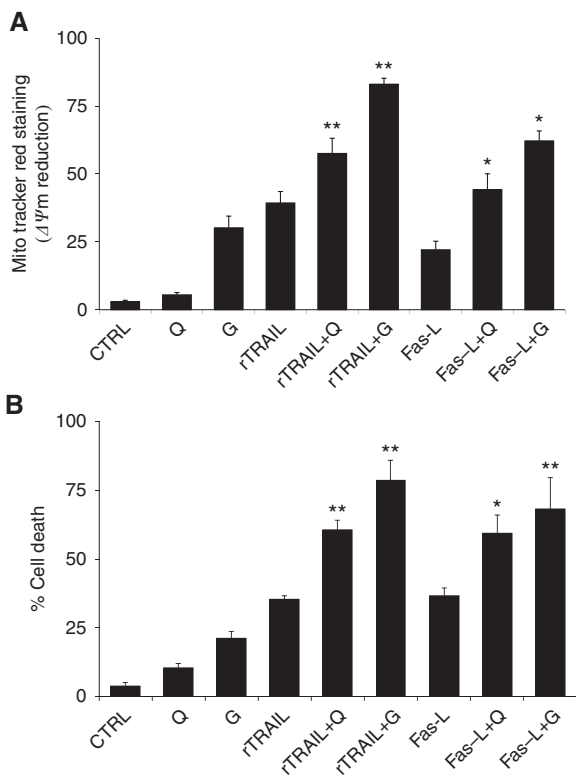 A
100
75
50
25
0
Mito tracker red staining
(ΔΨm reduction)
** ** * *
CTRL Q G rTRAIL rTRAIL+Q rTRAIL+G Fas-L Fas–L+Q Fas–L+G
B
100
75
50
25
0
% Cell death
** ** * **
CTRL Q G rTRAIL rTRAIL+Q rTRAIL+G Fas-L Fas–L+Q Fas–L+G